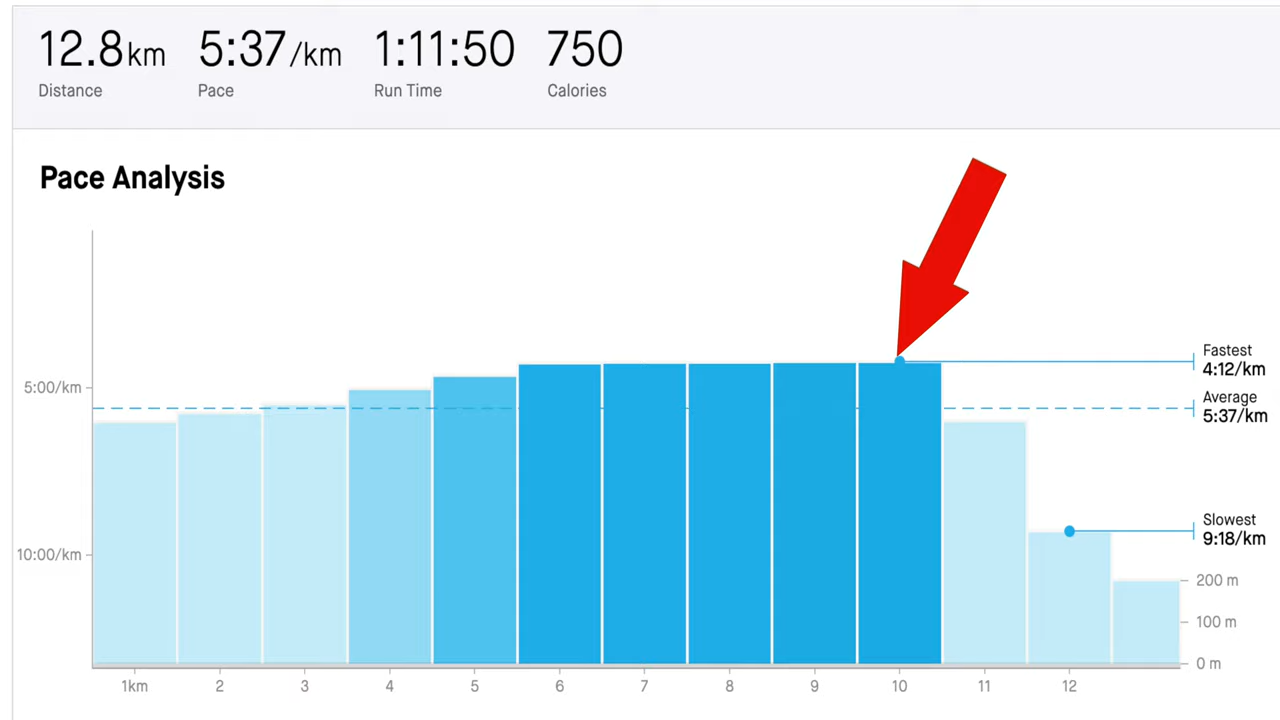 12.8km 5:37/km 1:11:50 750
Distance Pace Run Time Calories
Pace Analysis
Fastest
4:12/km
5:00/km
Average
5:37/km
Slowest
9:18/km
10:00/km
200 m
100 m
0 m
1km 2 3 4 5 6 7 8 9 10 11 12